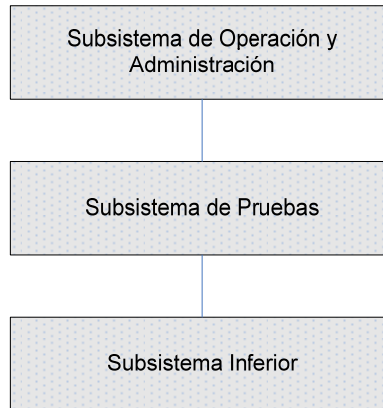 Subsistema de Operación y
Administración
Subsistema de Pruebas
Subsistema Inferior